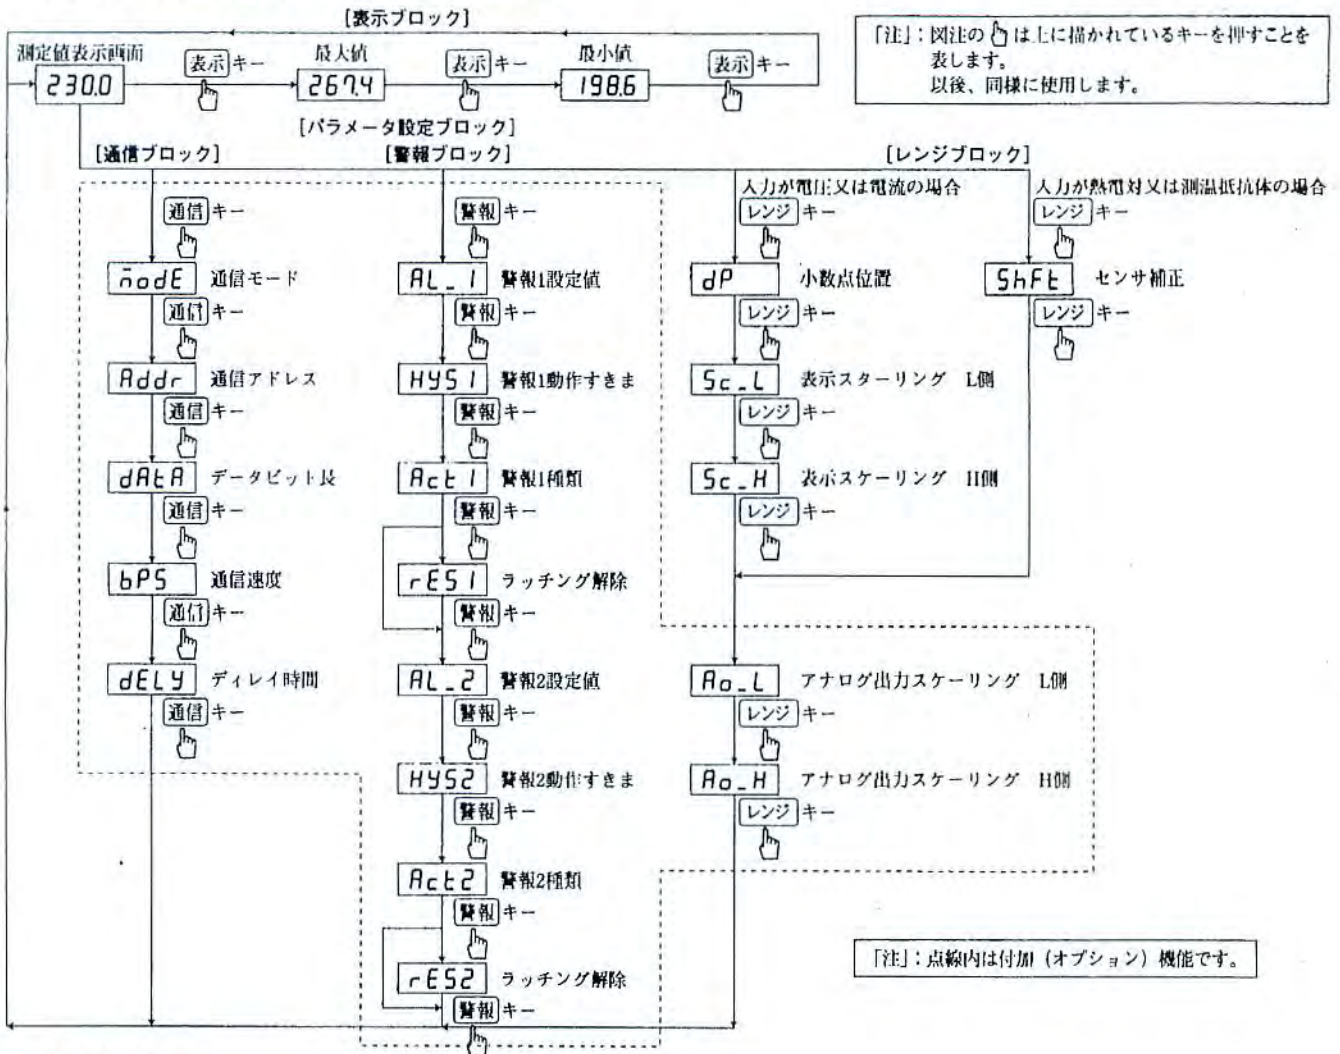 [表示ブロック]
測定値表示画面
230.0
表示 キー
最大値
267.4
表示 キー
最小値
198.6
表示 キー
「注」：図注の は上に描かれているキーを押すことを
表します。
以後、同様に使用します。
[パラメータ設定ブロック]
[通信ブロック]
[警報ブロック]
[レンジブロック]
通信 キー
modE 通信モード
通信 キー
Addr 通信アドレス
通信 キー
dAtA データビット長
通信 キー
bPS 通信速度
通信 キー
dELY ディレイ時間
通信 キー
警報 キー
AL_1 警報1設定値
警報 キー
HYS1 警報1動作すきま
警報 キー
Act1 警報1種類
警報 キー
rES1 ラッチング解除
警報 キー
AL_2 警報2設定値
警報 キー
HYS2 警報2動作すきま
警報 キー
Act2 警報2種類
警報 キー
rES2 ラッチング解除
警報 キー
入力が電圧又は電流の場合
レンジ キー
dP 小数点位置
レンジ キー
Sc_L 表示スターリング L側
レンジ キー
Sc_H 表示スケーリング H側
レンジ キー
入力が熱電対又は測温抵抗体の場合
レンジ キー
ShFt センサ補正
レンジ キー
Ao_L アナログ出力スケーリング L側
レンジ キー
Ao_H アナログ出力スケーリング H側
レンジ キー
「注」：点線内は付加（オプション）機能です。